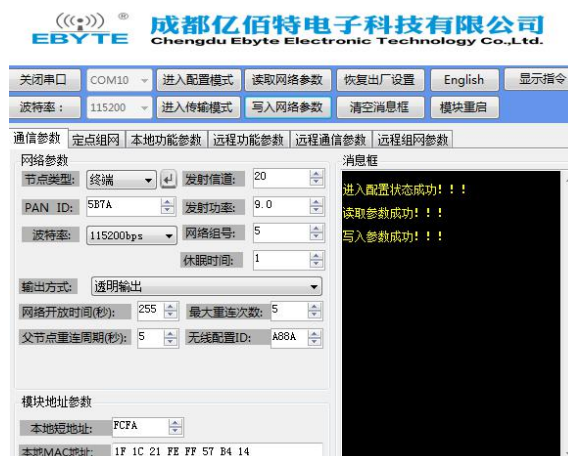 ((·)) ®
EBYTE 成都亿佰特电子科技有限公司
Chengdu Ebyte Electronic Technology Co.,Ltd.
关闭串口 COM10 进入配置模式 读取网络参数 恢复出厂设置 English 显示指令
波特率: 115200 进入传输模式 写入网络参数 清空消息框 模块重启
通信参数 定点组网 本地功能参数 远程功能参数 远程通信参数 远程组网参数
网络参数 消息框
节点类型: 终端 发射信道: 20
进入配置状态成功!!!
PAN ID: 5B7A 发射功率: 9.0
读取参数成功!!!
波特率: 115200bps 网络组号: 5
写入参数成功!!!
休眠时间: 1
输出方式: 透明输出
网络开放时间(秒): 255 最大重连次数: 5
父节点重连周期(秒): 5 无线配置ID: A88A
模块地址参数
本地短地址: FCFA
本地MAC地址: 1F 1C 21 FE FF 57 B4 14